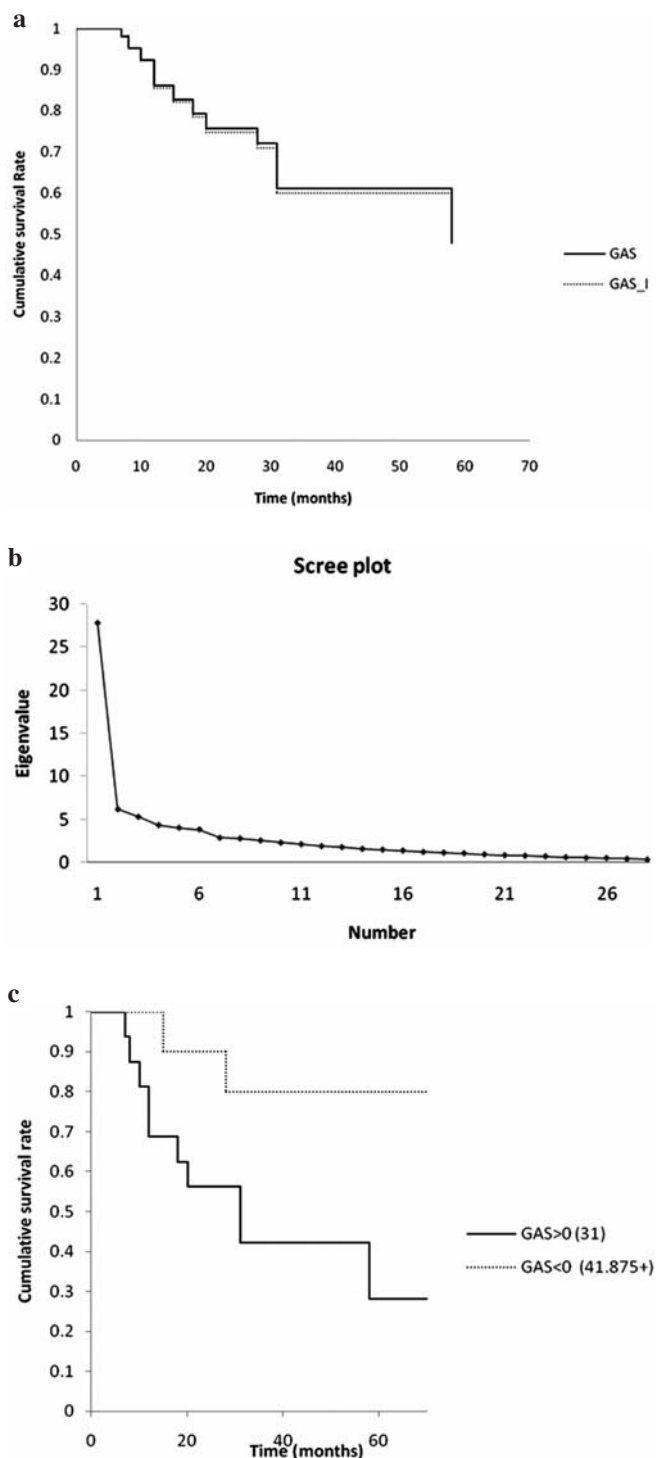 a
1
0.9
0.8
0.7
0.6
0.5
0.4
0.3
0.2
0.1
0
0 10 20 30 40 50 60 70
Cumulative survival Rate
Time (months)
GAS
GAS_I
b
Scree plot
30
25
20
15
10
5
0
1 6 11 16 21 26
Eigenvalue
Number
c
1
0.9
0.8
0.7
0.6
0.5
0.4
0.3
0.2
0.1
0
0 20 40 60
Cumulative survival rate
Time (months)
GAS>0 (31)
GAS<0 (41.875+)